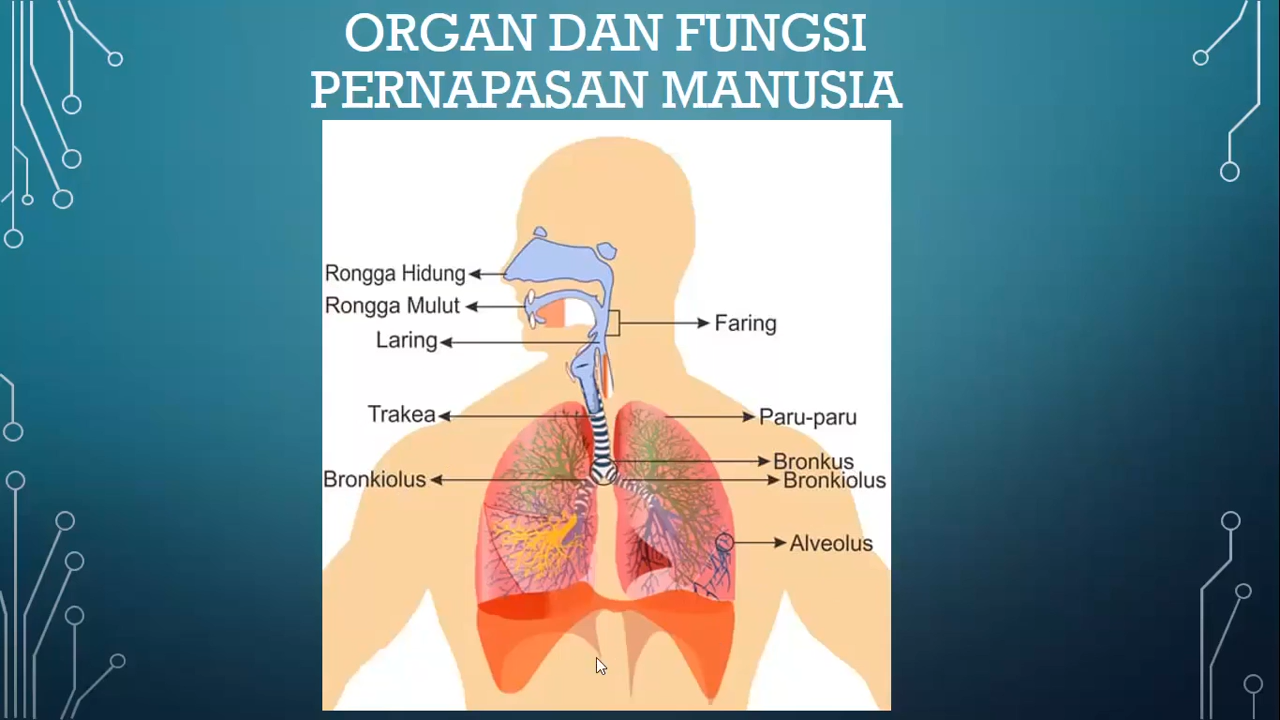 ORGAN DAN FUNGSI
PERNAPASAN MANUSIA
Rongga Hidung
Rongga Mulut
Faring
Laring
Trakea
Paru-paru
Bronkus
Bronkiolus
Bronkiolus
Alveolus